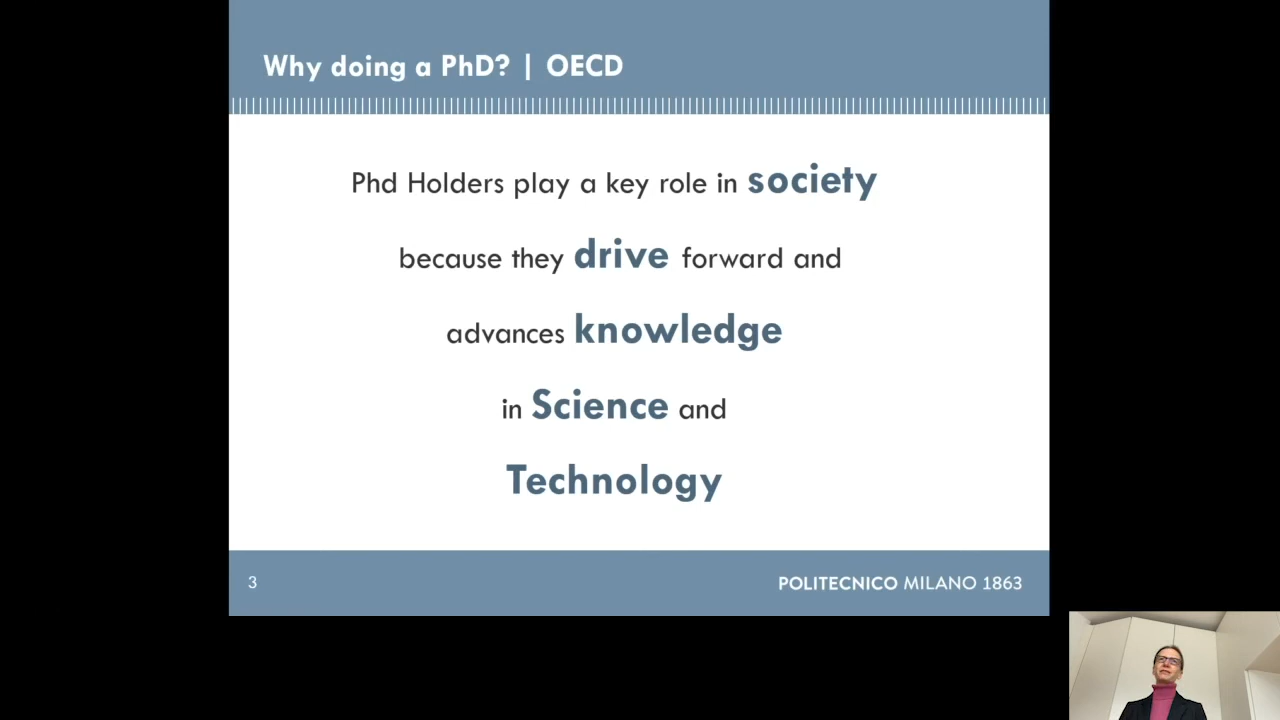 Why doing a PhD? | OECD
Phd Holders play a key role in society
because they drive forward and
advances knowledge
in Science and
Technology
3
POLITECNICO MILANO 1863